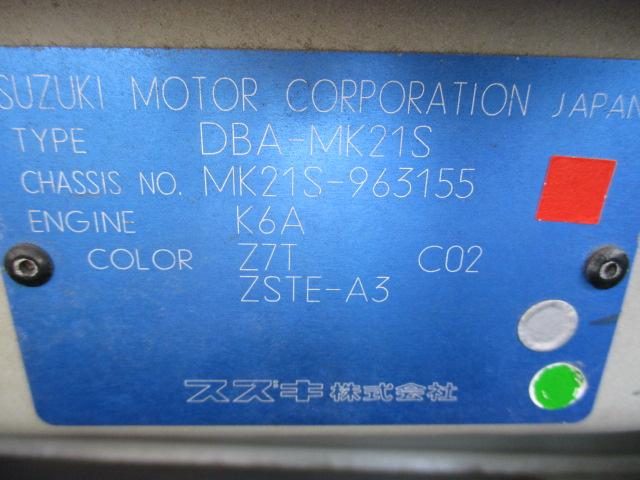 SUZUKI MOTOR CORPORATION JAPAN
TYPE DBA-MK21S
CHASSIS NO. MK21S-963155
ENGINE K6A
COLOR Z7T C02
ZSTE-A3
スズキ株式会社